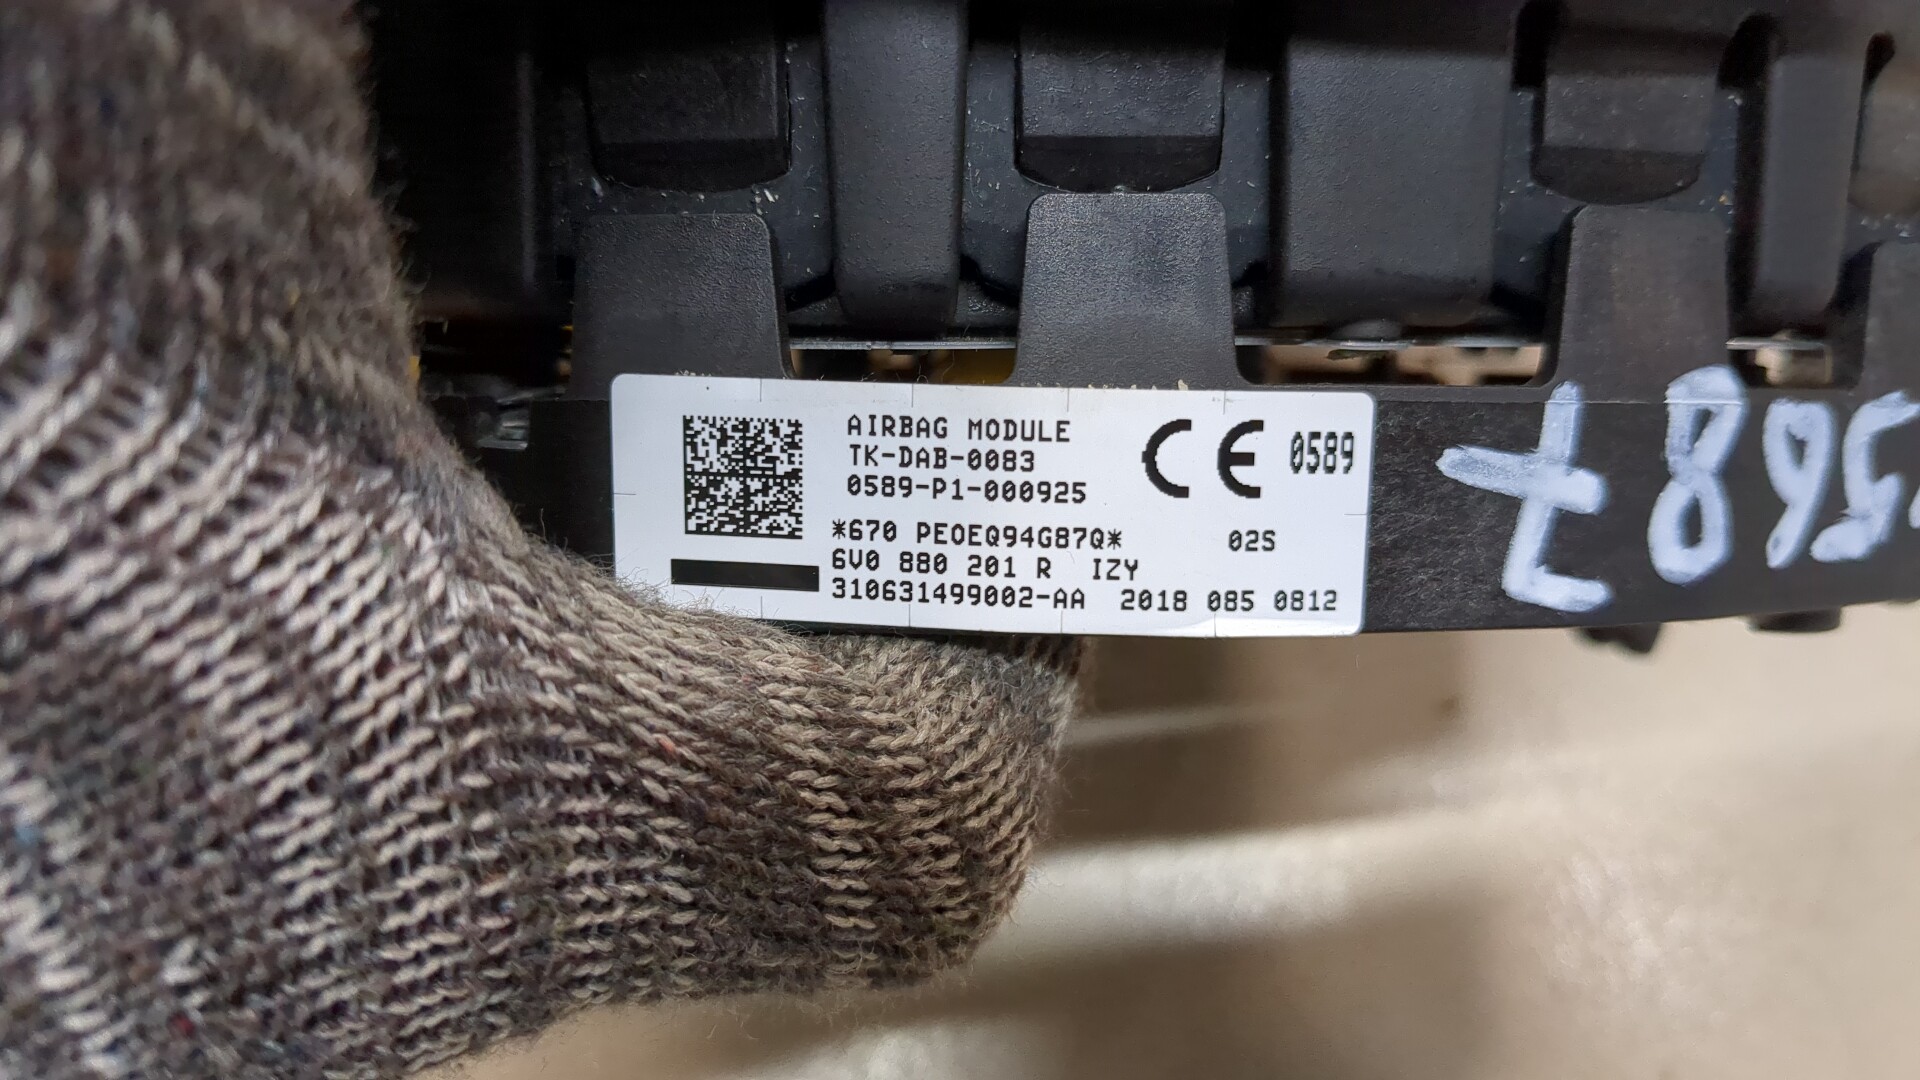 AIRBAG MODULE
TK-DAB-0083
0589-P1-000925
CE 0589
*670 PEOEQ94G87Q* 02S
6V0 880 201 R IZY
310631499002-AA 2018 085 0812